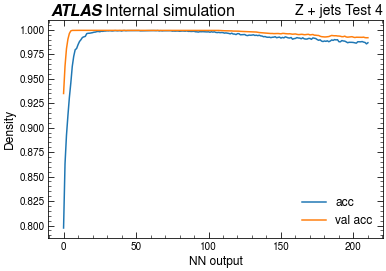 ATLAS Internal simulation
Z + jets Test 4
1.000
0.975
0.950
0.925
0.900
0.875
0.850
0.825
0.800
Density
acc
val acc
0 50 100 150 200
NN output